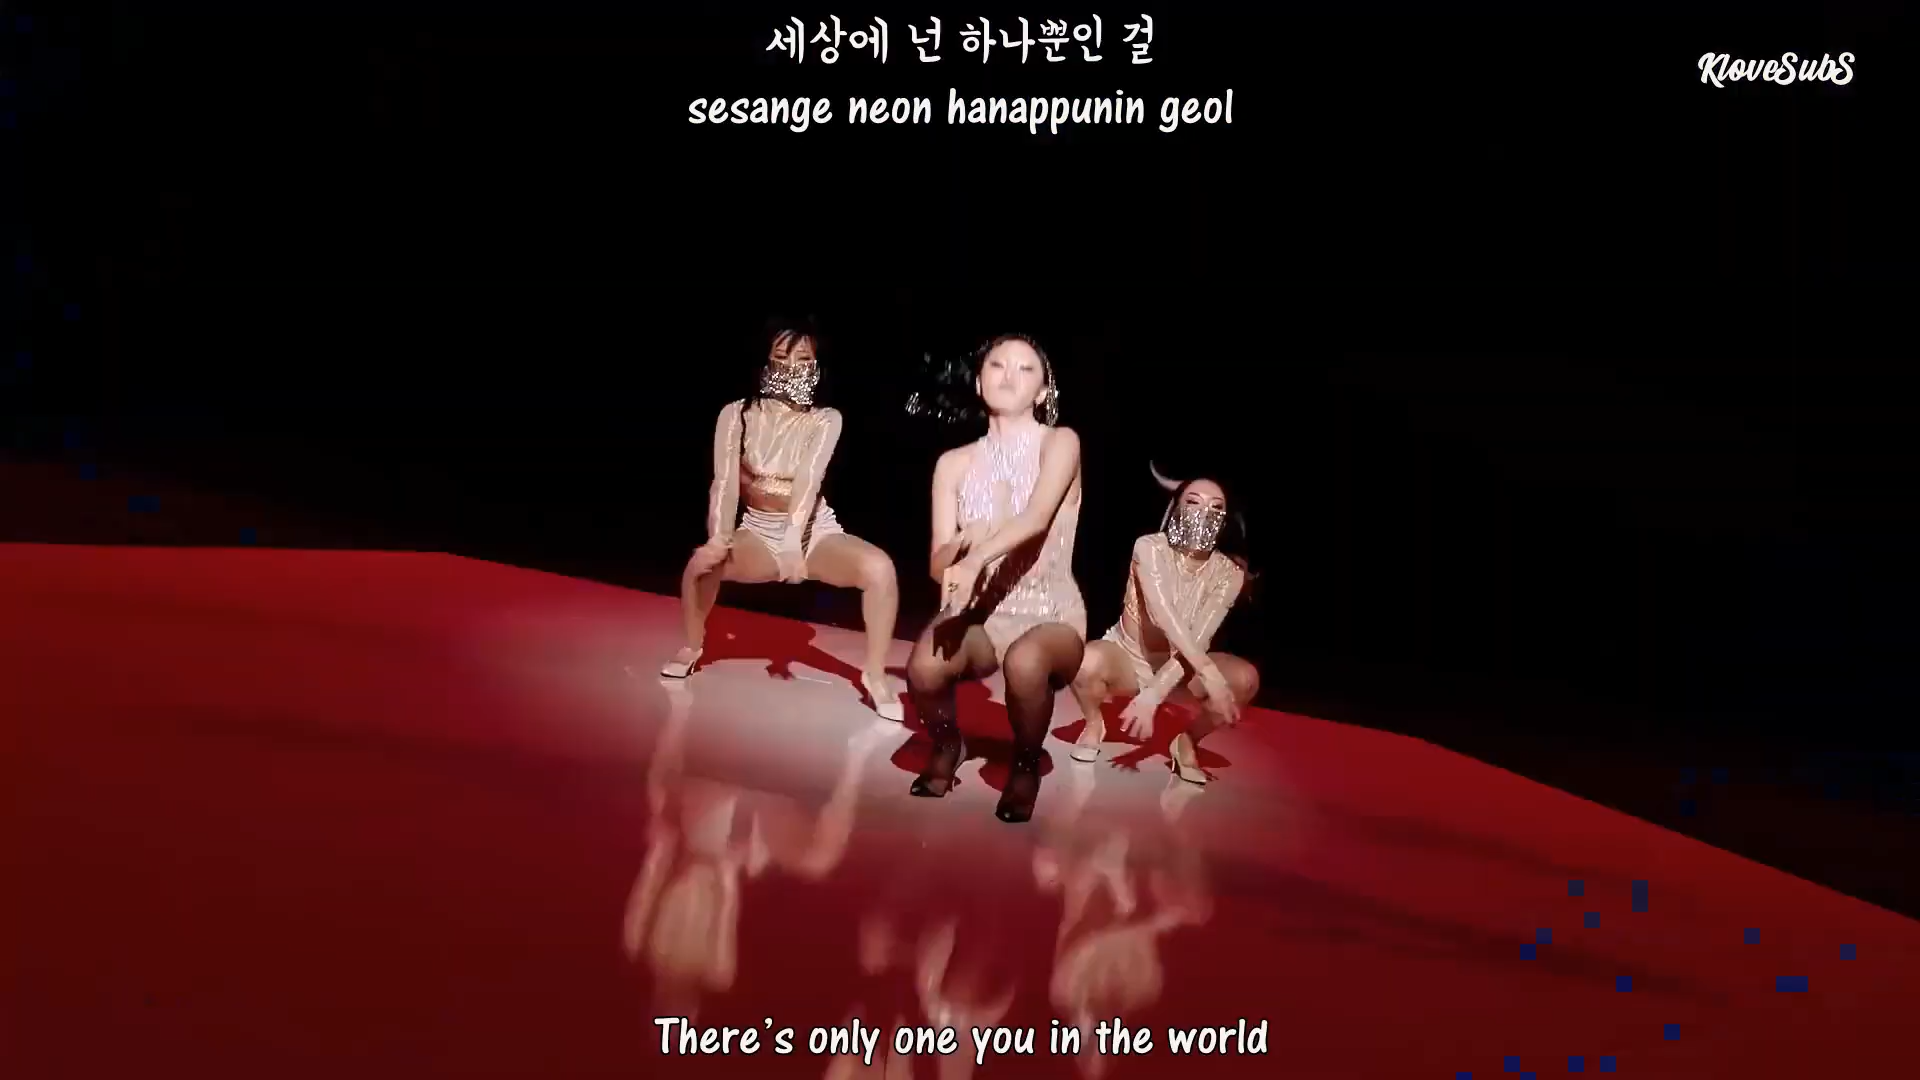 세상에 넌 하나뿐인 걸
KloveSubS
sesange neon hanappunin geol
There's only one you in the world